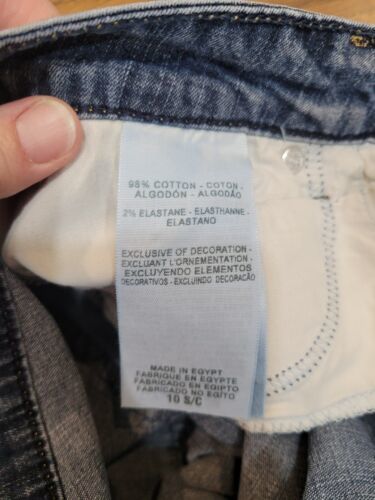 98% COTTON - COTON -
ALGODÓN - ALGODÃO
2% ELASTANE - ELASTHANNE -
ELASTANO
EXCLUSIVE OF DECORATION -
EXCLUANT L'ORNEMENTATION -
EXCLUYENDO ELEMENTOS
DECORATIVOS - EXCLUINDO DECORAÇÃO
MADE IN EGYPT
FABRIQUE EN EGYPTE
FABRICADO EN EGIPTO
FABRICADO NO EGITO
10 S/C